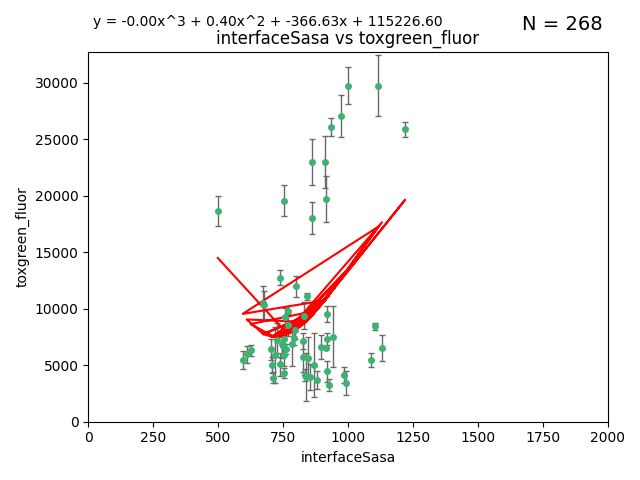 y = -0.00x^3 + 0.40x^2 + -366.63x + 115226.60
N = 268
interfaceSasa vs toxgreen_fluor
30000
25000
20000
15000
10000
5000
0
toxgreen_fluor
0 250 500 750 1000 1250 1500 1750 2000
interfaceSasa